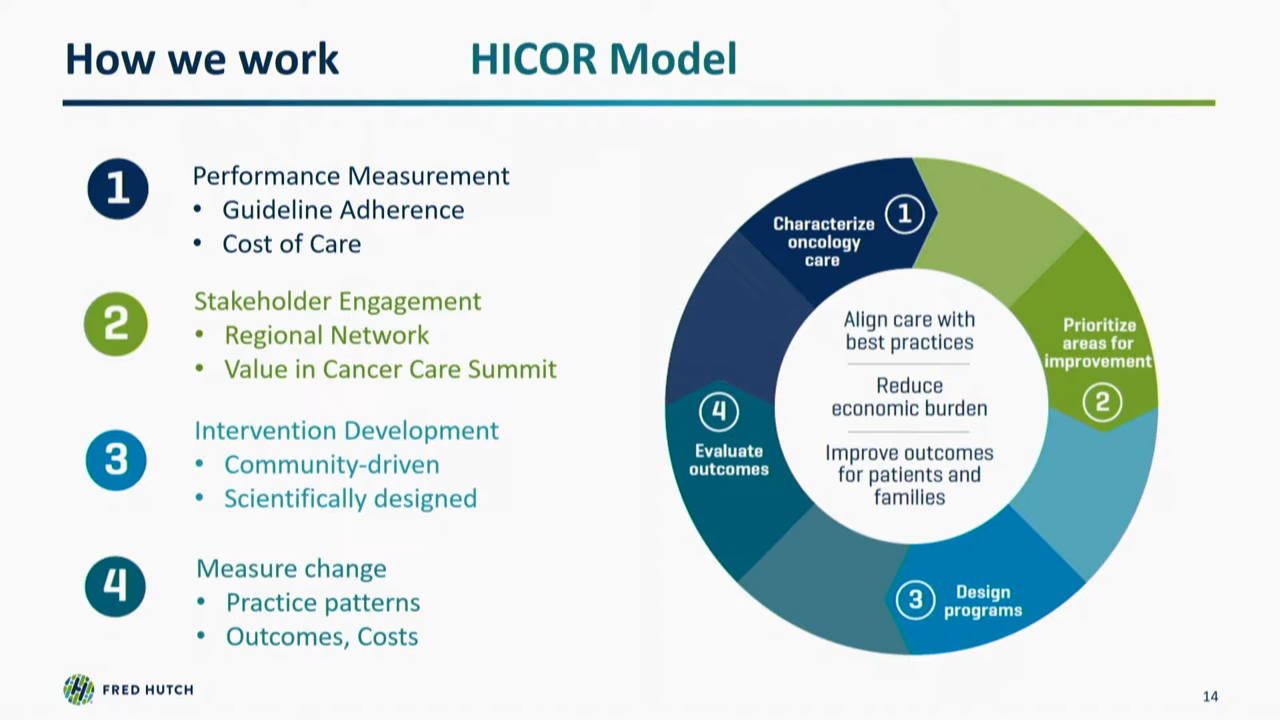 How we work
HICOR Model
1
Performance Measurement
• Guideline Adherence
• Cost of Care
2
Stakeholder Engagement
• Regional Network
• Value in Cancer Care Summit
3
Intervention Development
• Community-driven
• Scientifically designed
4
Measure change
• Practice patterns
• Outcomes, Costs
Characterize
oncology
care
1
Prioritize
areas for
improvement
2
Design
programs
3
4
Evaluate
outcomes
Align care with
best practices
Reduce
economic burden
Improve outcomes
for patients and
families
FRED HUTCH
14